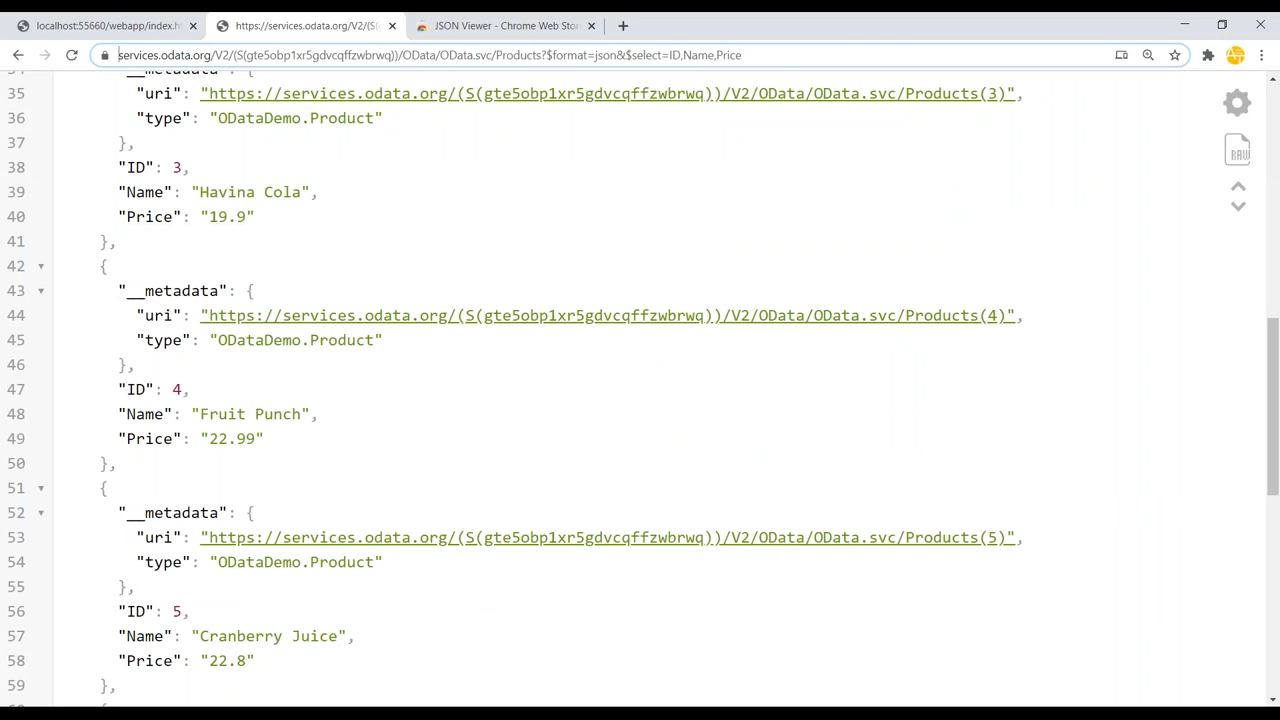 localhost:55660/webapp/index.h
https://services.odata.org/V2/(S(
JSON Viewer - Chrome Web Stor
services.odata.org/V2/(S(gte5obp1xr5gdvcqffzwbrwq))/OData/OData.svc/Products?$format=json&$select=ID,Name,Price
34 "__metadata": {
35 "uri": "https://services.odata.org/(S(gte5obp1xr5gdvcqffzwbrwq))/V2/OData/OData.svc/Products(3)",
36 "type": "ODataDemo.Product"
37 },
38 "ID": 3,
39 "Name": "Havina Cola",
40 "Price": "19.9"
41 },
42 {
43 "__metadata": {
44 "uri": "https://services.odata.org/(S(gte5obp1xr5gdvcqffzwbrwq))/V2/OData/OData.svc/Products(4)",
45 "type": "ODataDemo.Product"
46 },
47 "ID": 4,
48 "Name": "Fruit Punch",
49 "Price": "22.99"
50 },
51 {
52 "__metadata": {
53 "uri": "https://services.odata.org/(S(gte5obp1xr5gdvcqffzwbrwq))/V2/OData/OData.svc/Products(5)",
54 "type": "ODataDemo.Product"
55 },
56 "ID": 5,
57 "Name": "Cranberry Juice",
58 "Price": "22.8"
59 },
RAW